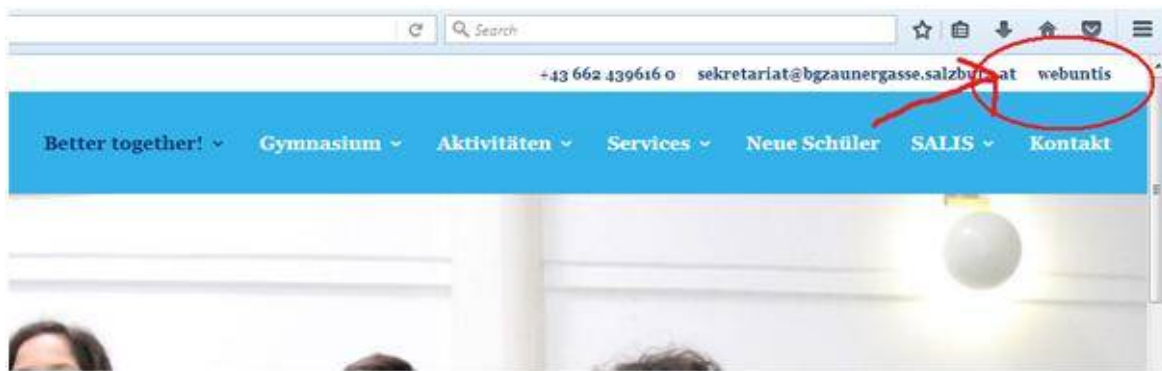 Search
+43 662 439616 0 sekretariat@bgzaunergasse.salzburg.at webuntis
Better together! Gymnasium Aktivitäten Services Neue Schüler SALIS Kontakt